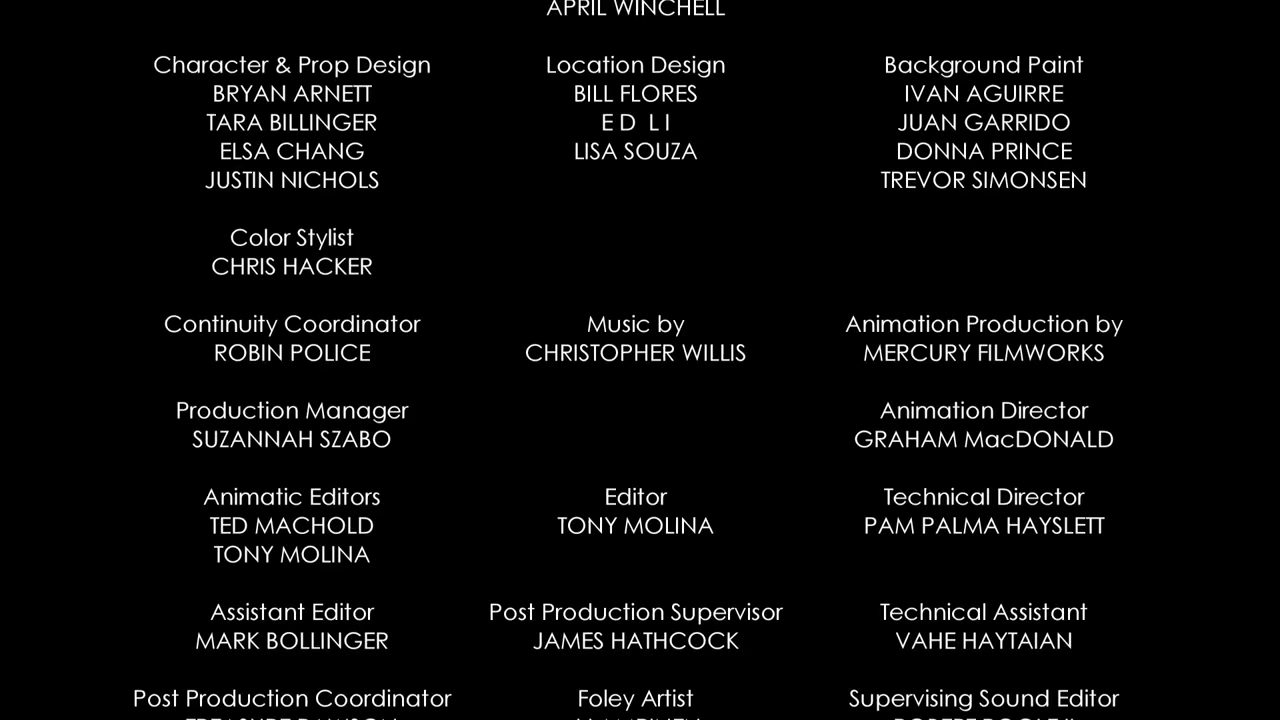 APRIL WINCHELL
Character & Prop Design
BRYAN ARNETT
TARA BILLINGER
ELSA CHANG
JUSTIN NICHOLS
Location Design
BILL FLORES
E D L I
LISA SOUZA
Background Paint
IVAN AGUIRRE
JUAN GARRIDO
DONNA PRINCE
TREVOR SIMONSEN
Color Stylist
CHRIS HACKER
Continuity Coordinator
ROBIN POLICE
Music by
CHRISTOPHER WILLIS
Animation Production by
MERCURY FILMWORKS
Production Manager
SUZANNAH SZABO
Animation Director
GRAHAM MacDONALD
Animatic Editors
TED MACHOLD
TONY MOLINA
Editor
TONY MOLINA
Technical Director
PAM PALMA HAYSLETT
Assistant Editor
MARK BOLLINGER
Post Production Supervisor
JAMES HATHCOCK
Technical Assistant
VAHE HAYTAIAN
Post Production Coordinator
Foley Artist
Supervising Sound Editor